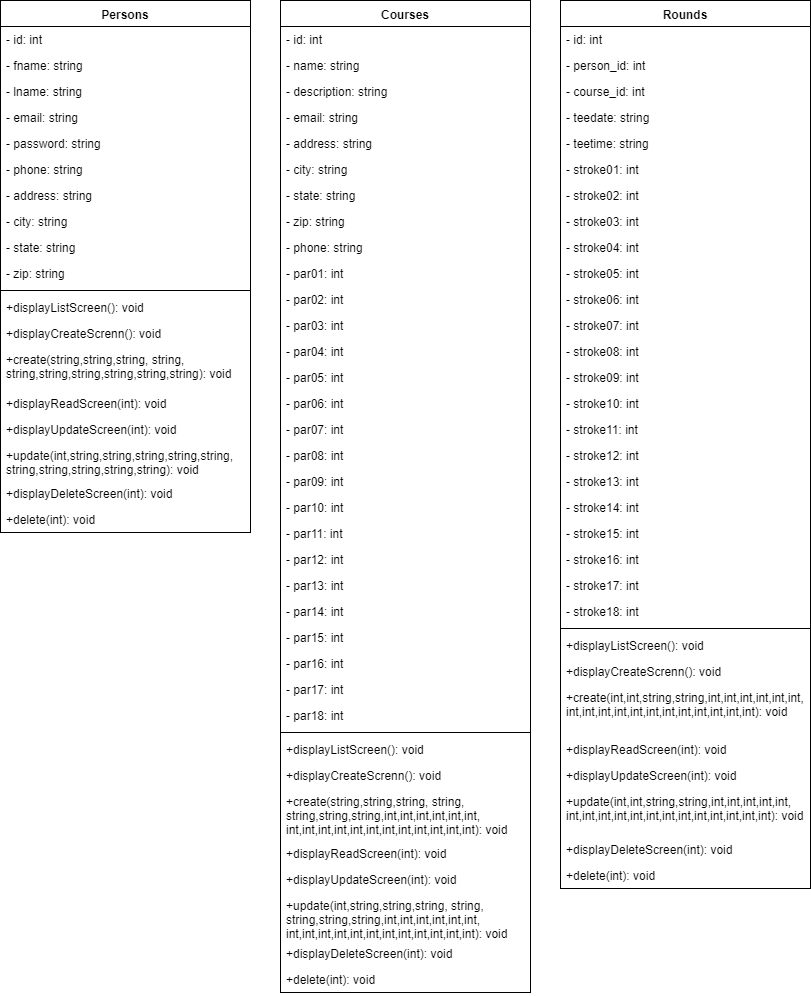 Persons
- id: int
- fname: string
- lname: string
- email: string
- password: string
- phone: string
- address: string
- city: string
- state: string
- zip: string
+displayListScreen(): void
+displayCreateScrenn(): void
+create(string,string,string, string,
string,string,string,string,string,string): void
+displayReadScreen(int): void
+displayUpdateScreen(int): void
+update(int,string,string,string,string,string,
string,string,string,string,string): void
+displayDeleteScreen(int): void
+delete(int): void
Courses
- id: int
- name: string
- description: string
- email: string
- address: string
- city: string
- state: string
- zip: string
- phone: string
- par01: int
- par02: int
- par03: int
- par04: int
- par05: int
- par06: int
- par07: int
- par08: int
- par09: int
- par10: int
- par11: int
- par12: int
- par13: int
- par14: int
- par15: int
- par16: int
- par17: int
- par18: int
+displayListScreen(): void
+displayCreateScrenn(): void
+create(string,string,string, string,
string,string,string,int,int,int,int,int,int,
int,int,int,int,int,int,int,int,int,int,int,int): void
+displayReadScreen(int): void
+displayUpdateScreen(int): void
+update(int,string,string,string, string,
string,string,string,int,int,int,int,int,int,
int,int,int,int,int,int,int,int,int,int,int,int): void
+displayDeleteScreen(int): void
+delete(int): void
Rounds
- id: int
- person_id: int
- course_id: int
- teedate: string
- teetime: string
- stroke01: int
- stroke02: int
- stroke03: int
- stroke04: int
- stroke05: int
- stroke06: int
- stroke07: int
- stroke08: int
- stroke09: int
- stroke10: int
- stroke11: int
- stroke12: int
- stroke13: int
- stroke14: int
- stroke15: int
- stroke16: int
- stroke17: int
- stroke18: int
+displayListScreen(): void
+displayCreateScrenn(): void
+create(int,int,string,string,int,int,int,int,int,int,
int,int,int,int,int,int,int,int,int,int,int,int): void
+displayReadScreen(int): void
+displayUpdateScreen(int): void
+update(int,int,string,string,int,int,int,int,int,
int,int,int,int,int,int,int,int,int,int,int,int,int): void
+displayDeleteScreen(int): void
+delete(int): void